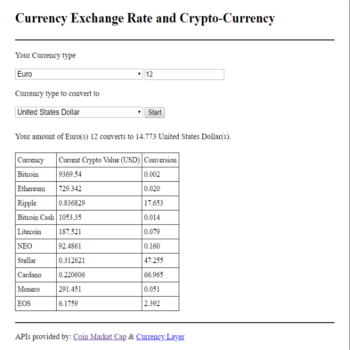 Currency Exchange Rate and Crypto-Currency
Your Currency type
Euro 12
Currency type to convert to
United States Dollar Start
Your amount of Euro(s) 12 converts to 14.773 United States Dollar(s).
Currency Current Crypto Value (USD) Conversion
Bitcoin 9369.54 0.002
Ethereum 729.342 0.020
Ripple 0.836829 17.653
Bitcoin Cash 1053.35 0.014
Litecoin 187.521 0.079
NEO 92.4861 0.160
Stellar 0.312621 47.255
Cardano 0.220606 66.965
Monero 291.451 0.051
EOS 6.1759 2.392
APIs provided by: Coin Market Cap & Currency Layer